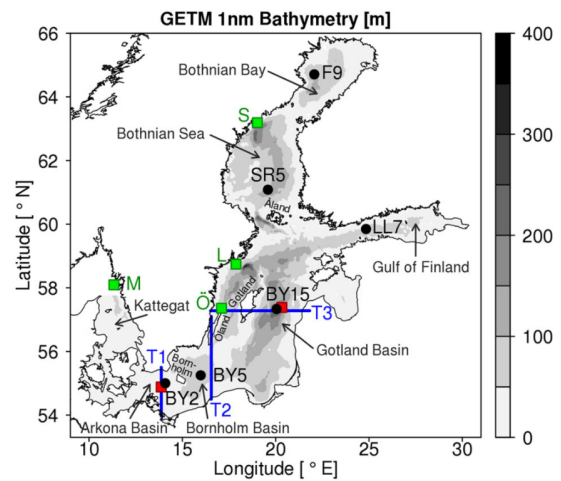 GETM 1nm Bathymetry [m]
66
64
62
60
58
56
54
Latitude [ ° N]
10
15
20
25
30
Longitude [ ° E]
400
300
200
100
0
Bothnian Bay
F9
S
Bothnian Sea
SR5
Åland
LL7
L
Gulf of Finland
M
Gotland
BY15
Ö
Kattegat
Öland
T3
Gotland Basin
T1
Born-
holm
BY5
BY2
T2
Arkona Basin
Bornholm Basin